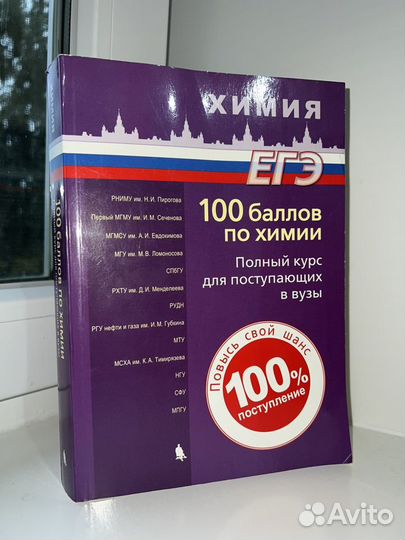 ХИМИЯ
ЕГЭ
100 баллов
по химии
Полный курс
для поступающих
в вузы
Повысь свой шанс
100%
поступление
РНИМУ им. Н.И. Пирогова
Первый МГМУ им. И.М. Сеченова
МГМСУ им. А.И. Евдокимова
МГУ им. М.В. Ломоносова
СПбГУ
РХТУ им. Д.И. Менделеева
РУДН
РГУ нефти и газа им. И.М. Губкина
МТУ
МСХА им. К.А. Тимирязева
НГУ
СФУ
МПГУ
ХИМИЯ
100 баллов по химии
Avito